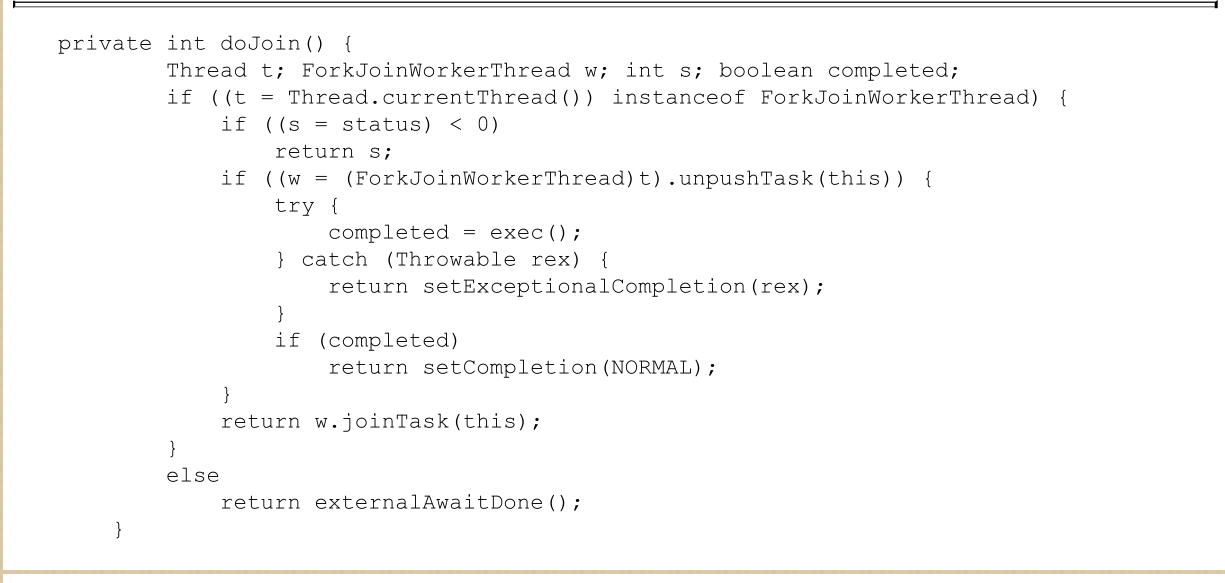 private int doJoin() {
        Thread t; ForkJoinWorkerThread w; int s; boolean completed;
        if ((t = Thread.currentThread()) instanceof ForkJoinWorkerThread) {
            if ((s = status) < 0)
                return s;
            if ((w = (ForkJoinWorkerThread)t).unpushTask(this)) {
                try {
                    completed = exec();
                } catch (Throwable rex) {
                    return setExceptionalCompletion(rex);
                }
                if (completed)
                    return setCompletion(NORMAL);
            }
            return w.joinTask(this);
        }
        else
            return externalAwaitDone();
    }